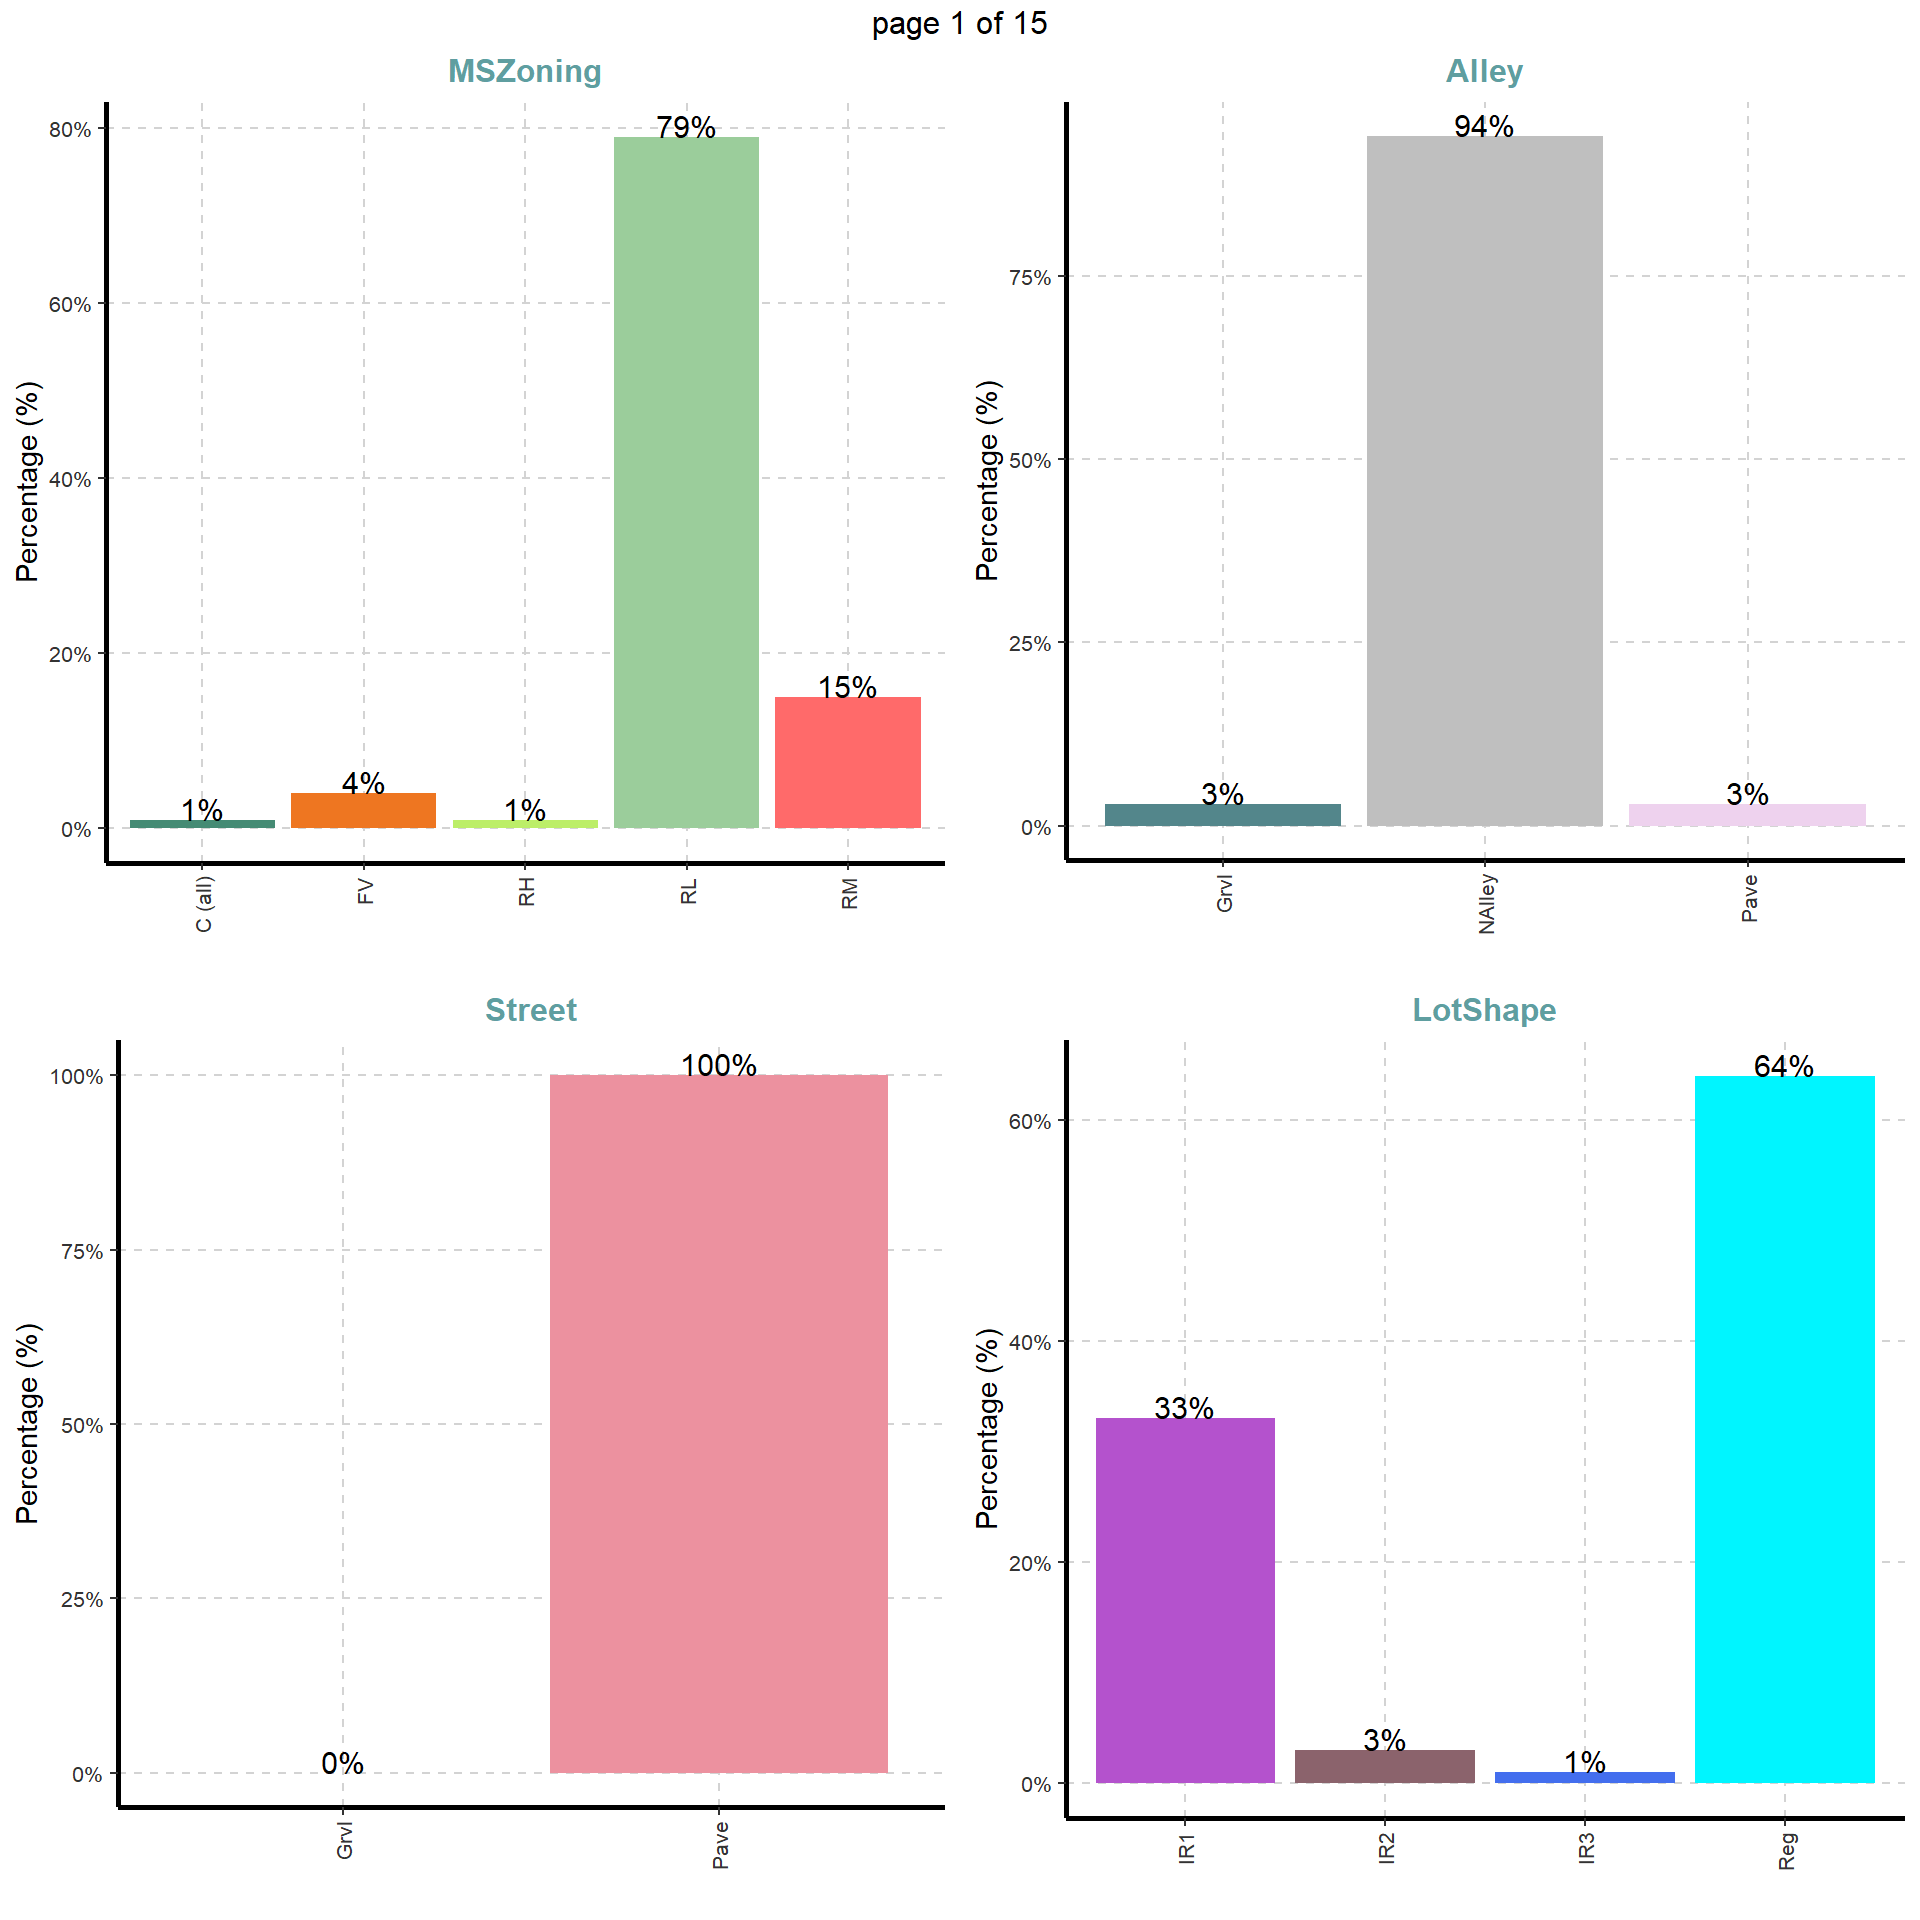 page 1 of 15
MSZoning
Percentage (%)
80%
60%
40%
20%
0%
1%
4%
1%
79%
15%
C (all)
FV
RH
RL
RM
Alley
Percentage (%)
75%
50%
25%
0%
3%
94%
3%
Grvl
NAlley
Pave
Street
Percentage (%)
100%
75%
50%
25%
0%
0%
100%
Grvl
Pave
LotShape
Percentage (%)
60%
40%
20%
0%
33%
3%
1%
64%
IR1
IR2
IR3
Reg